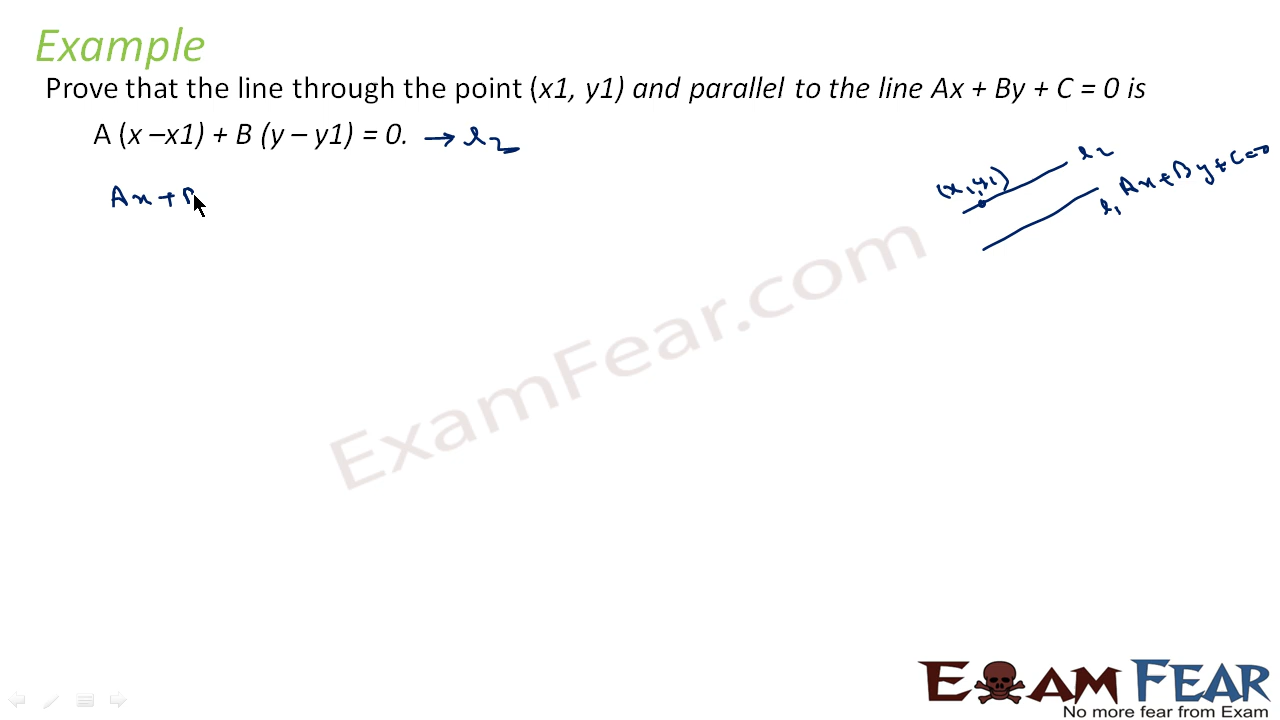 Example
Prove that the line through the point (x1, y1) and parallel to the line Ax + By + C = 0 is
A (x –x1) + B (y – y1) = 0. → l2
(x1, y1) l2
l1 Ax + By + C = 0
Ax + B
ExamFear.com
EXAM FEAR
No more fear from Exam